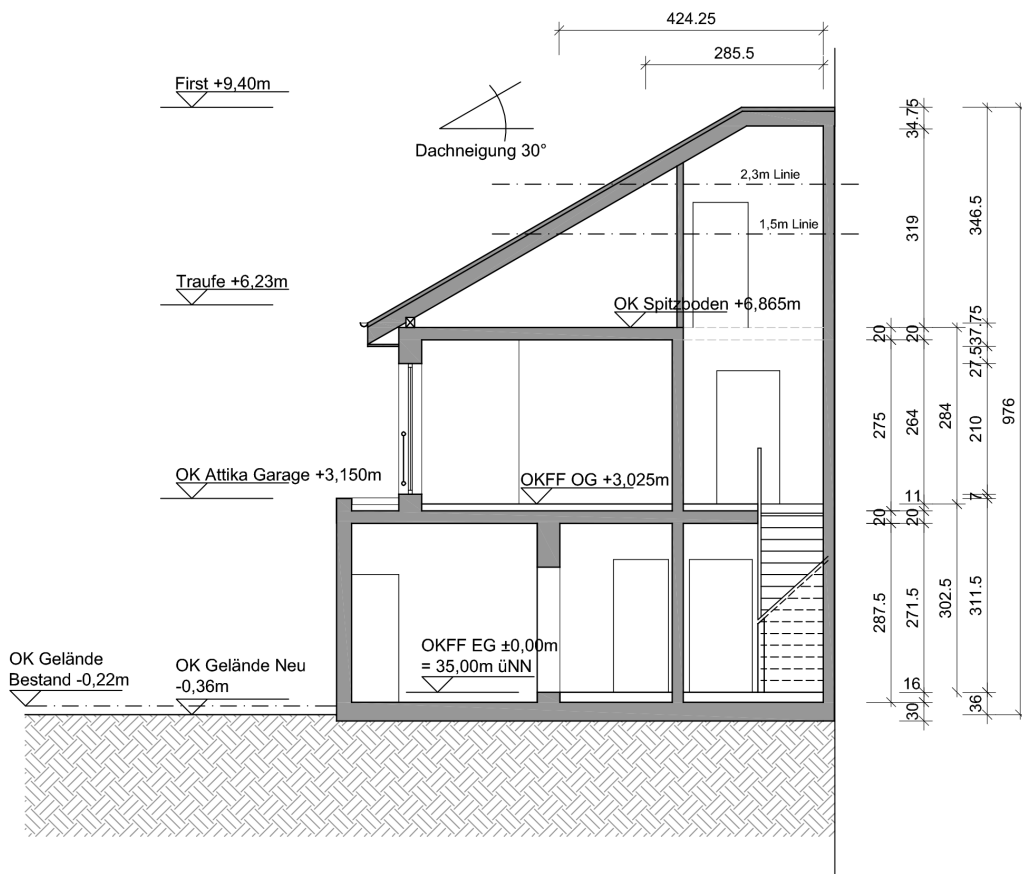 424.25
285.5
First +9,40m
Dachneigung 30°
2,3m Linie
1,5m Linie
Traufe +6,23m
OK Spitzboden +6,865m
OK Attika Garage +3,150m
OKFF OG +3,025m
OKFF EG ±0,00m
= 35,00m üNN
OK Gelände
Bestand -0,22m
OK Gelände Neu
-0,36m
20
275
20
287.5
34.75
319
20
264
11
20
271.5
16
30
284
302.5
346.5
37.75
27.5
210
7
311.5
36
976